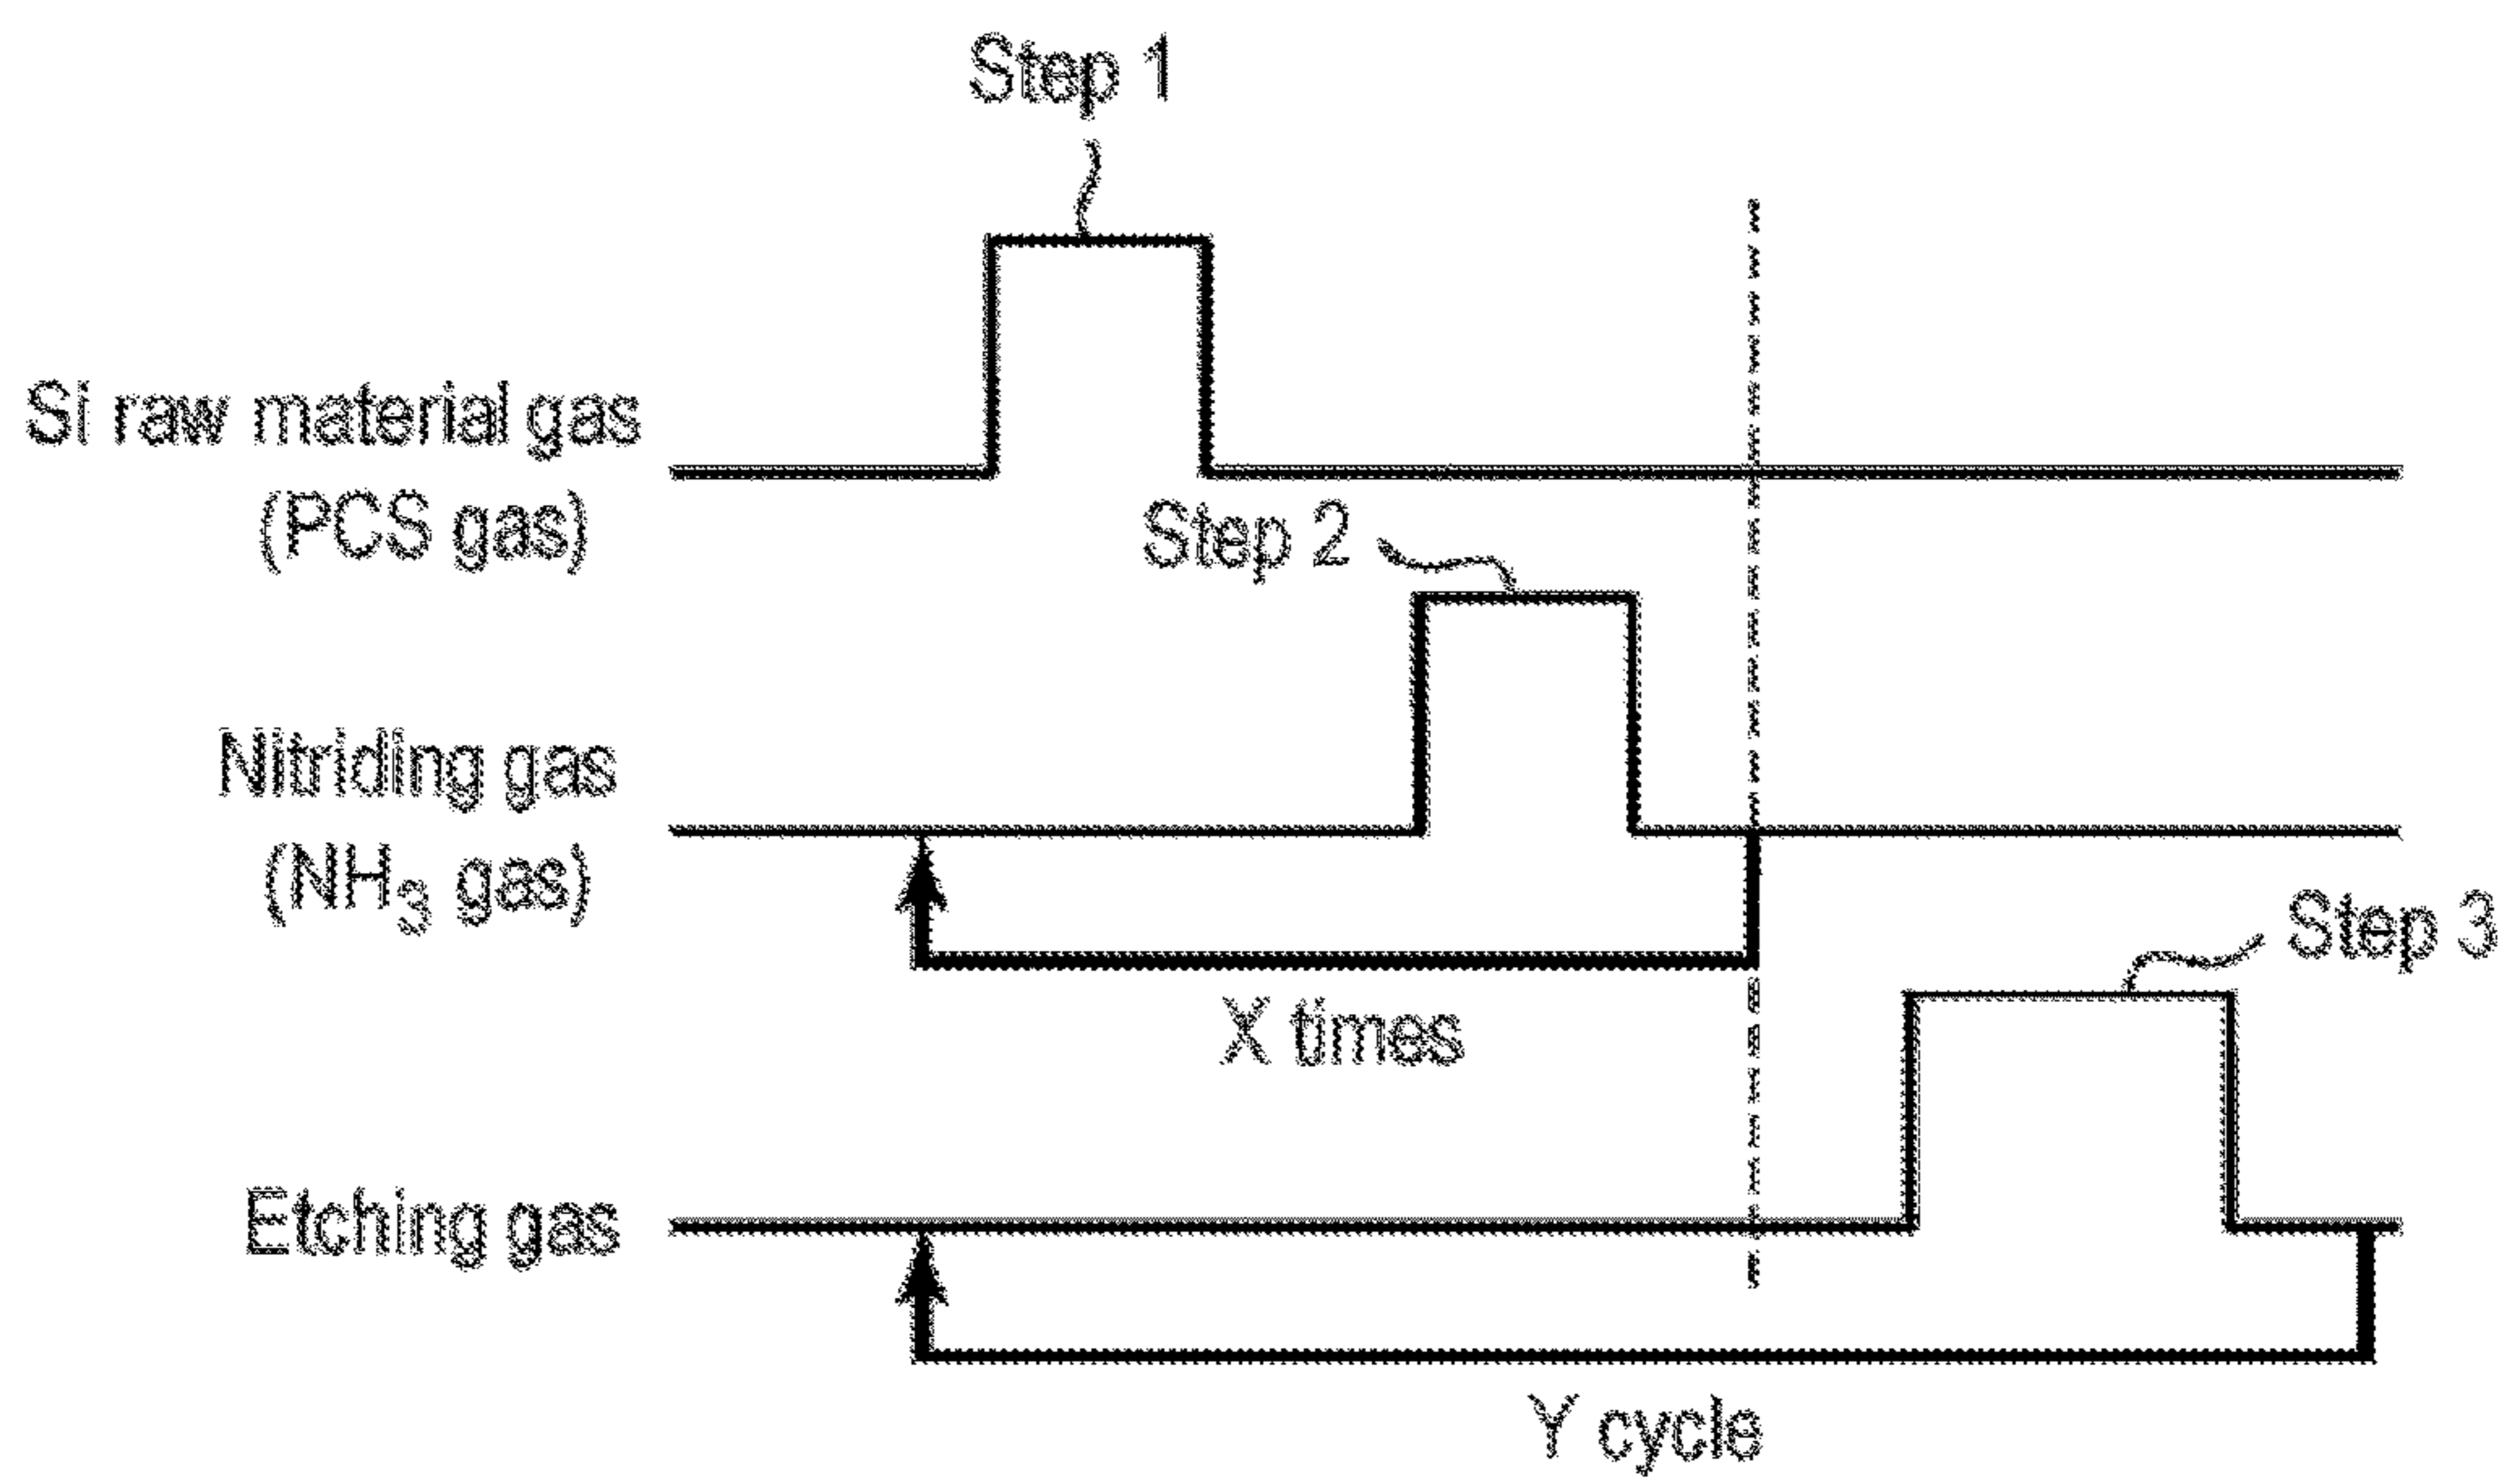 Step 1
Si raw material gas
(PCS gas)
Step 2
Nitriding gas
(NH₃ gas)
Step 3
X times
Etching gas
Y cycle